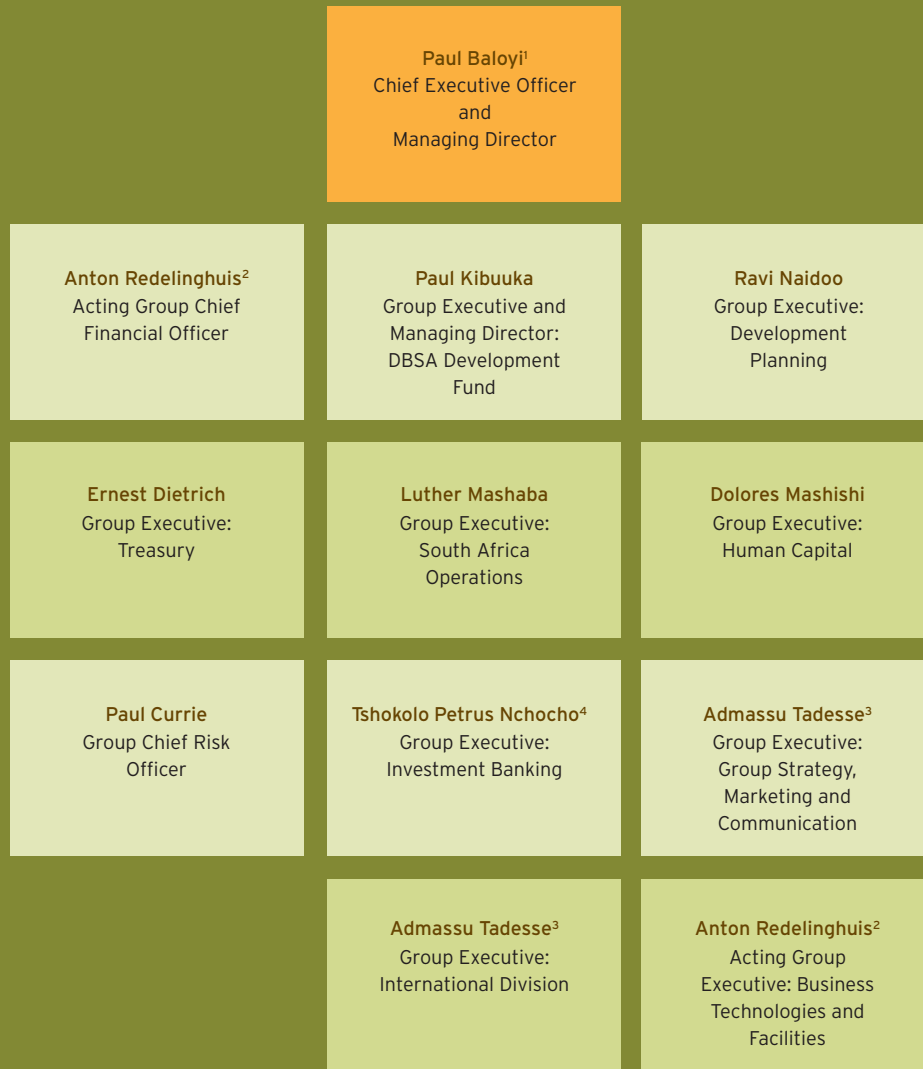 Paul Baloyi¹
Chief Executive Officer
and
Managing Director
Anton Redelinghuis²
Acting Group Chief
Financial Officer
Paul Kibuuka
Group Executive and
Managing Director:
DBSA Development
Fund
Ravi Naidoo
Group Executive:
Development
Planning
Ernest Dietrich
Group Executive:
Treasury
Luther Mashaba
Group Executive:
South Africa
Operations
Dolores Mashishi
Group Executive:
Human Capital
Paul Currie
Group Chief Risk
Officer
Tshokolo Petrus Nchocho⁴
Group Executive:
Investment Banking
Admassu Tadesse³
Group Executive:
Group Strategy,
Marketing and
Communication
Admassu Tadesse³
Group Executive:
International Division
Anton Redelinghuis²
Acting Group
Executive: Business
Technologies and
Facilities